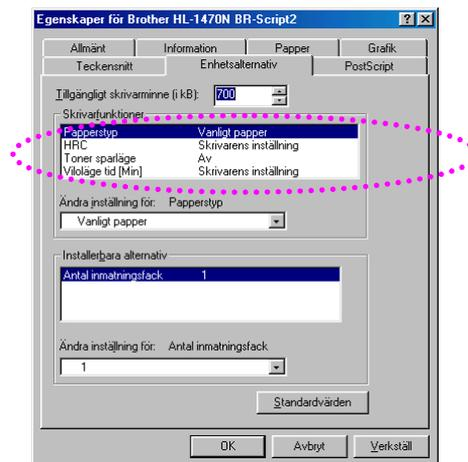 Egenskaper för Brother HL-1470N BR-Script2
Allmänt Information Papper Grafik
Teckensnitt Enhetsalternativ PostScript
Tillgängligt skrivarminne (i kB): 700
Skrivarfunktioner
Papperstyp Vanligt papper
HRC Skrivarens inställning
Toner sparläge Av
Viloläge tid [Min] Skrivarens inställning
Ändra inställning för: Papperstyp
Vanligt papper
Installerbara alternativ
Antal inmatningsfack 1
Ändra inställning för: Antal inmatningsfack
1
Standardvärden
OK Avbryt Verkställ